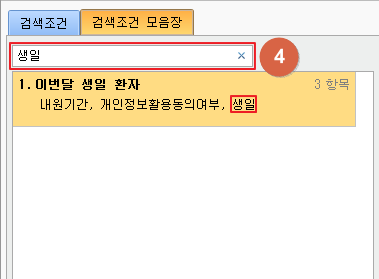 검색조건 검색조건 모음장
생일 ×
4
1. 이번달 생일 환자 3 항목
내원기간, 개인정보활용동의여부, 생일